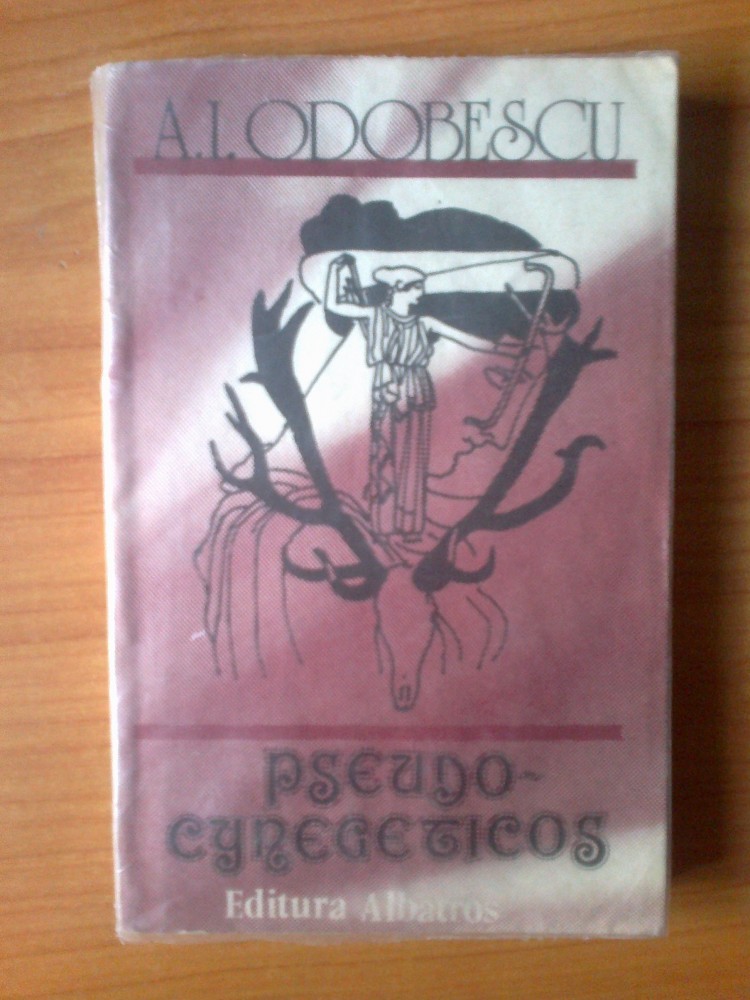 A.I. ODOBESCU
PSEUDO-
CYNEGETICOS
Editura Albatros